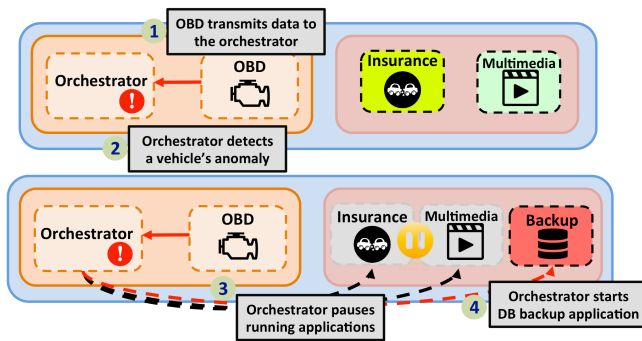 1
OBD transmits data to
the orchestrator
Orchestrator
!
OBD
Insurance
Multimedia
2
Orchestrator detects
a vehicle's anomaly
Orchestrator
!
OBD
Insurance
Multimedia
Backup
3
Orchestrator pauses
running applications
4
Orchestrator starts
DB backup application